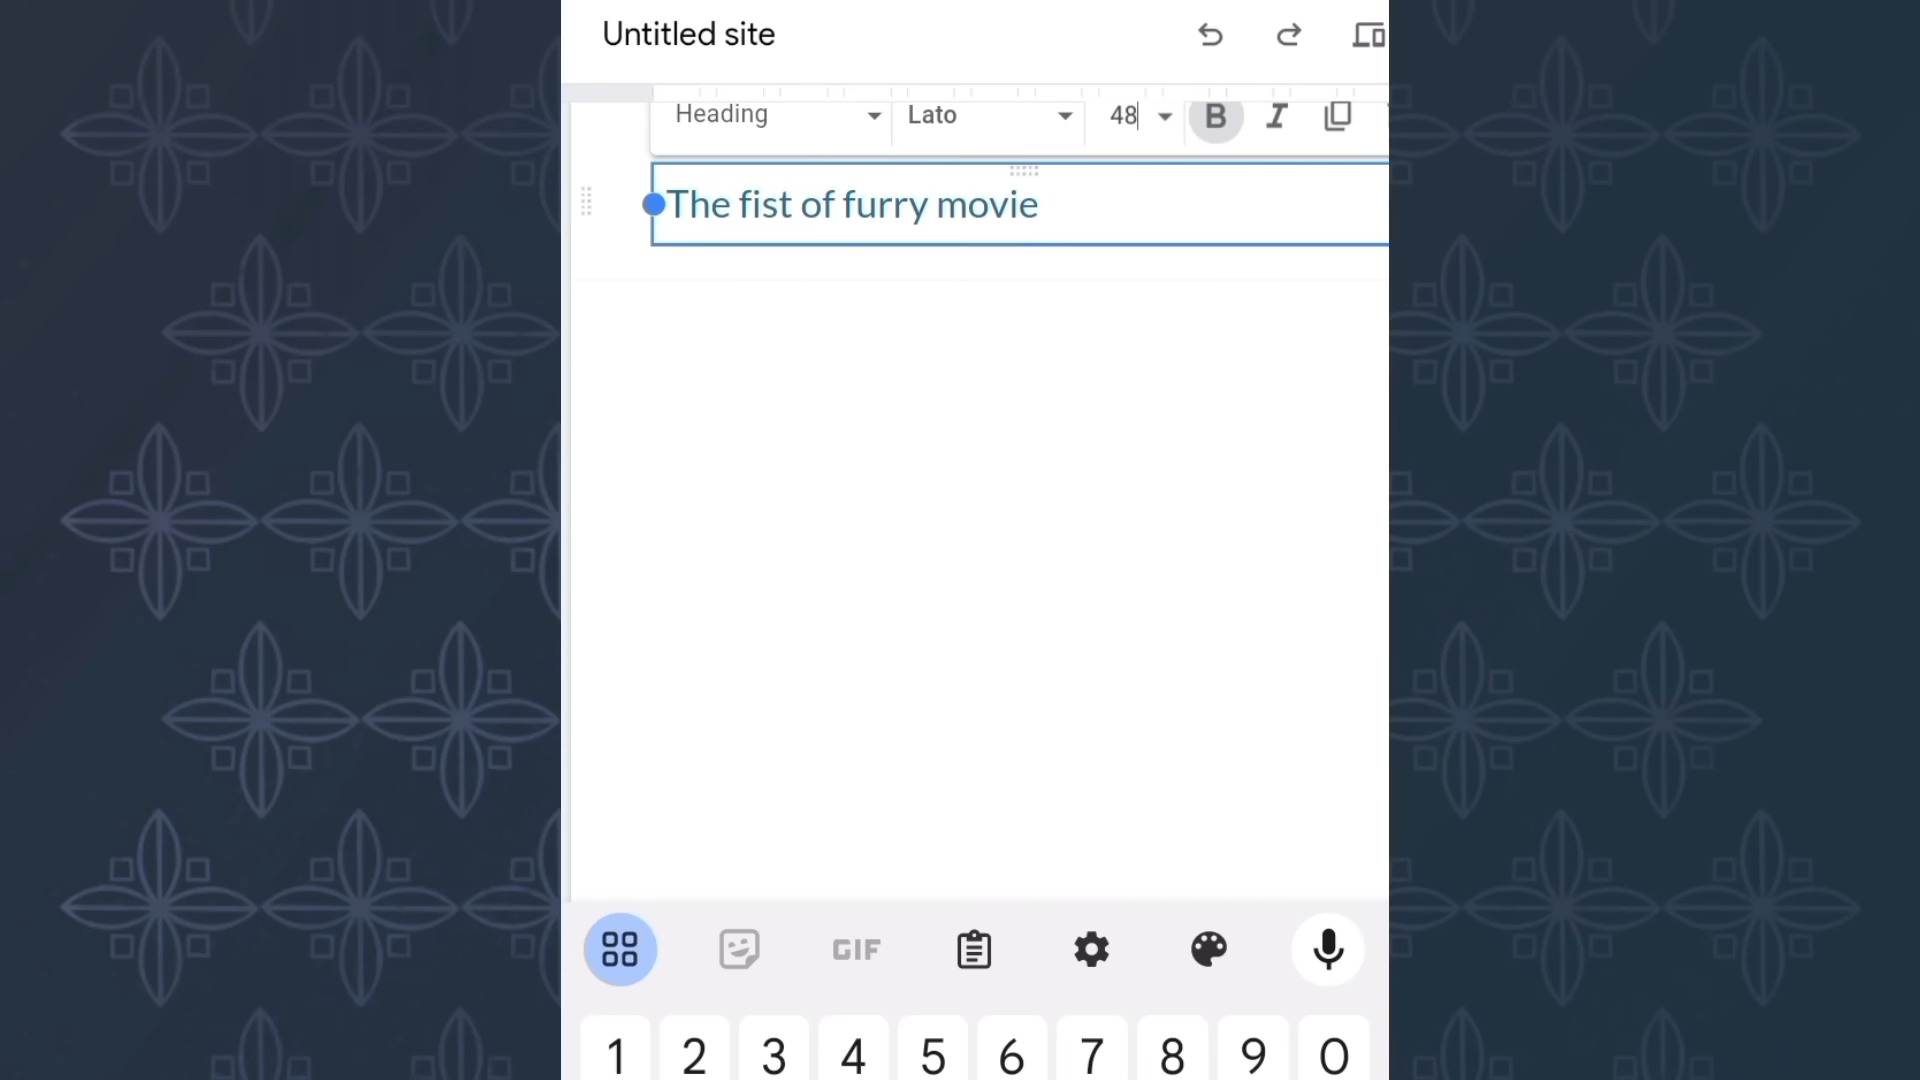 Untitled site
Heading Lato 48 B I
The fist of furry movie
GIF
1 2 3 4 5 6 7 8 9 0